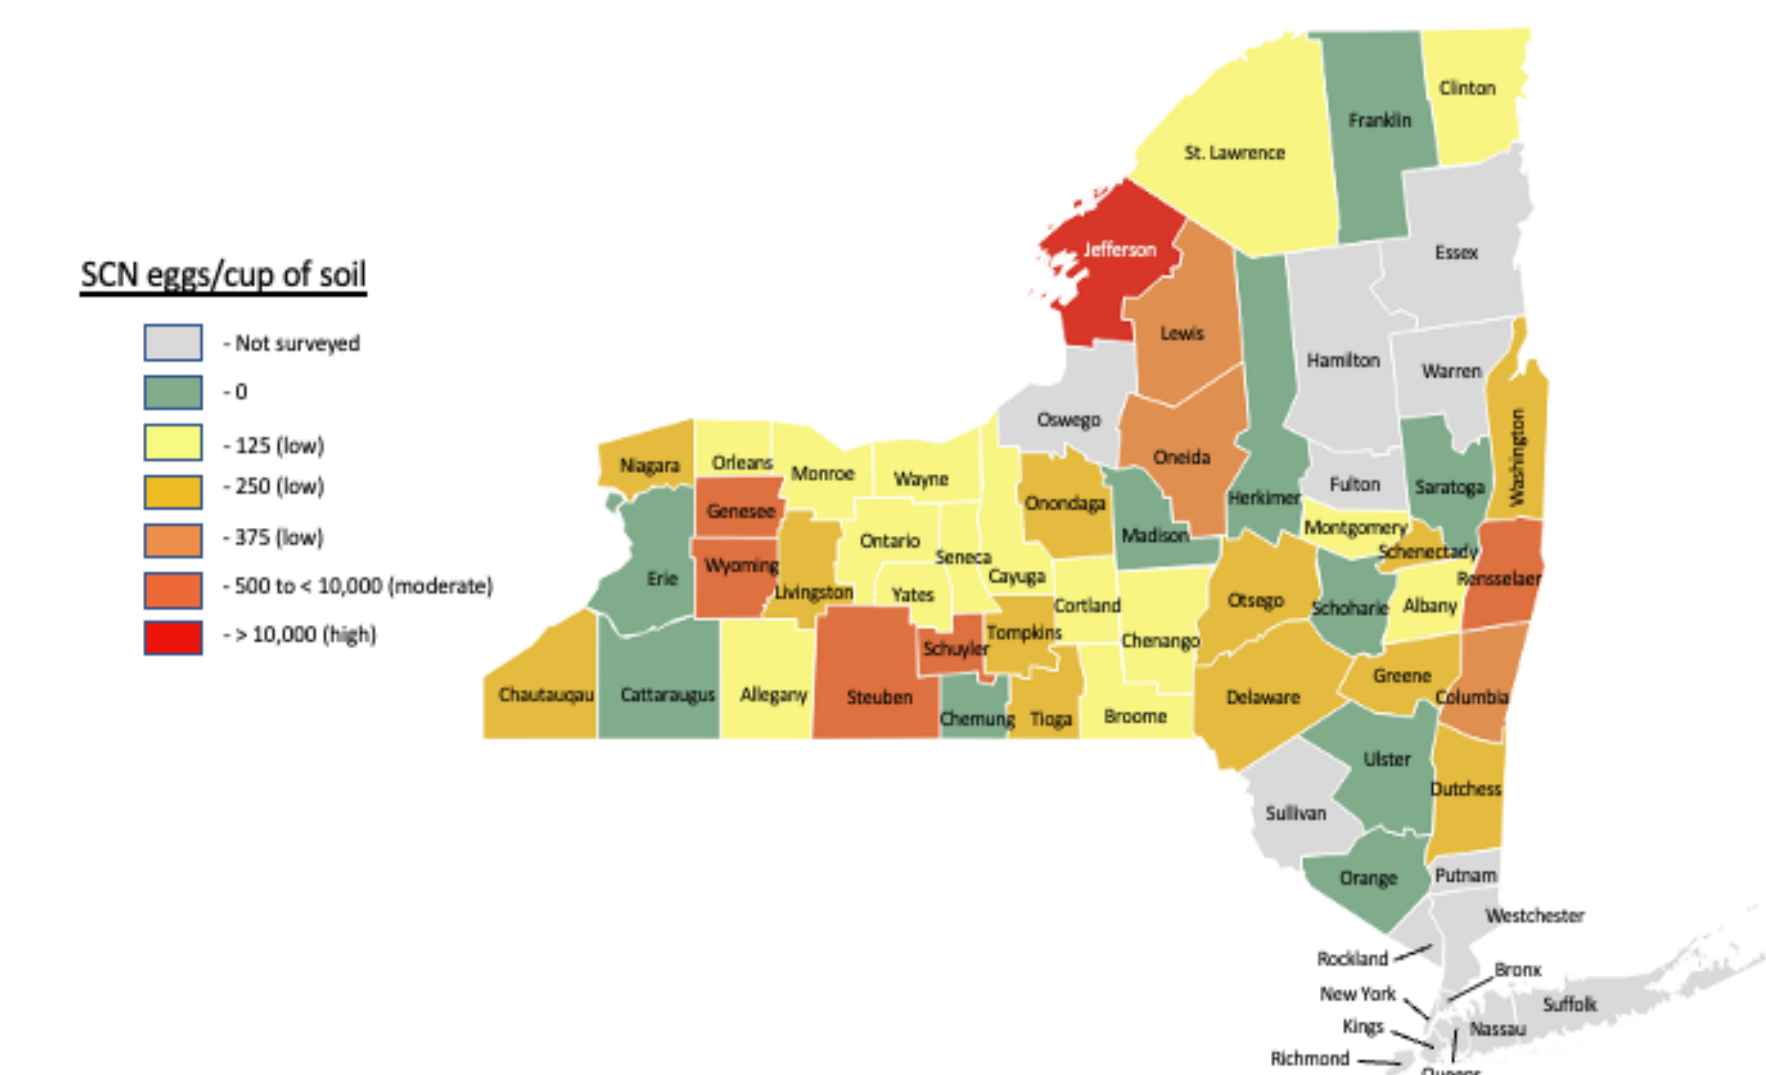 SCN eggs/cup of soil
- Not surveyed
- 0
- 125 (low)
- 250 (low)
- 375 (low)
- 500 to < 10,000 (moderate)
- > 10,000 (high)
Clinton
Franklin
St. Lawrence
Jefferson
Essex
Lewis
Hamilton
Warren
Oswego
Oneida
Washington
Niagara
Orleans
Monroe
Wayne
Fulton
Saratoga
Herkimer
Onondaga
Genesee
Montgomery
Madison
Ontario
Seneca
Schenectady
Wyoming
Cayuga
Rensselaer
Erie
Livingston
Yates
Cortland
Otsego
Schoharie
Albany
Tompkins
Chenango
Schuyler
Greene
Chautauqau
Cattaraugus
Allegany
Steuben
Delaware
Columbia
Chemung
Tioga
Broome
Ulster
Dutchess
Sullivan
Orange
Putnam
Westchester
Rockland
Bronx
New York
Suffolk
Kings
Nassau
Richmond
Queens